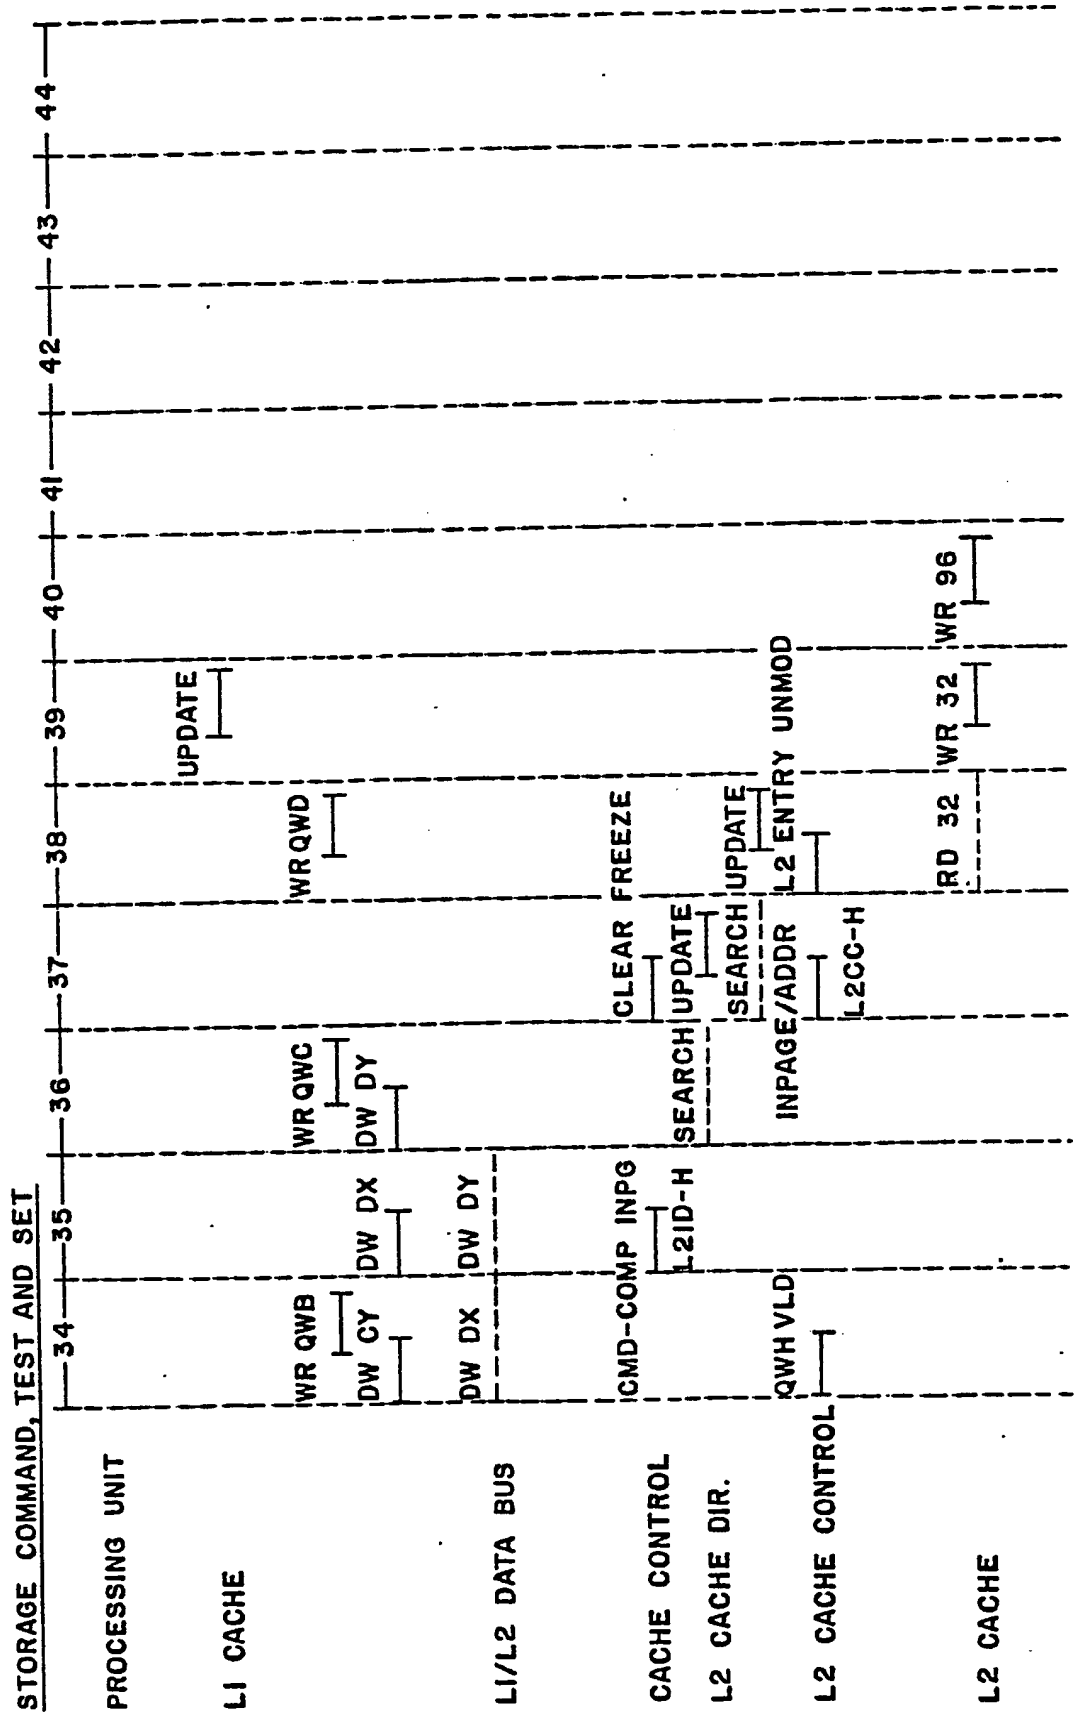 STORAGE COMMAND, TEST AND SET
34 35 36 37 38 39 40 41 42 43 44
PROCESSING UNIT
UPDATE
L1 CACHE
WR QWB WR QWC WR QWD
DW CY DW DX DW DY
DW DX DW DY
L1/L2 DATA BUS
CMD-COMP INPG CLEAR FREEZE
CACHE CONTROL
L2ID-H SEARCH UPDATE
L2 CACHE DIR.
SEARCH UPDATE
QWH VLD INPAGE/ADDR L2 ENTRY UNMOD
L2 CACHE CONTROL
L2CC-H
RD 32 WR 32 WR 96
L2 CACHE